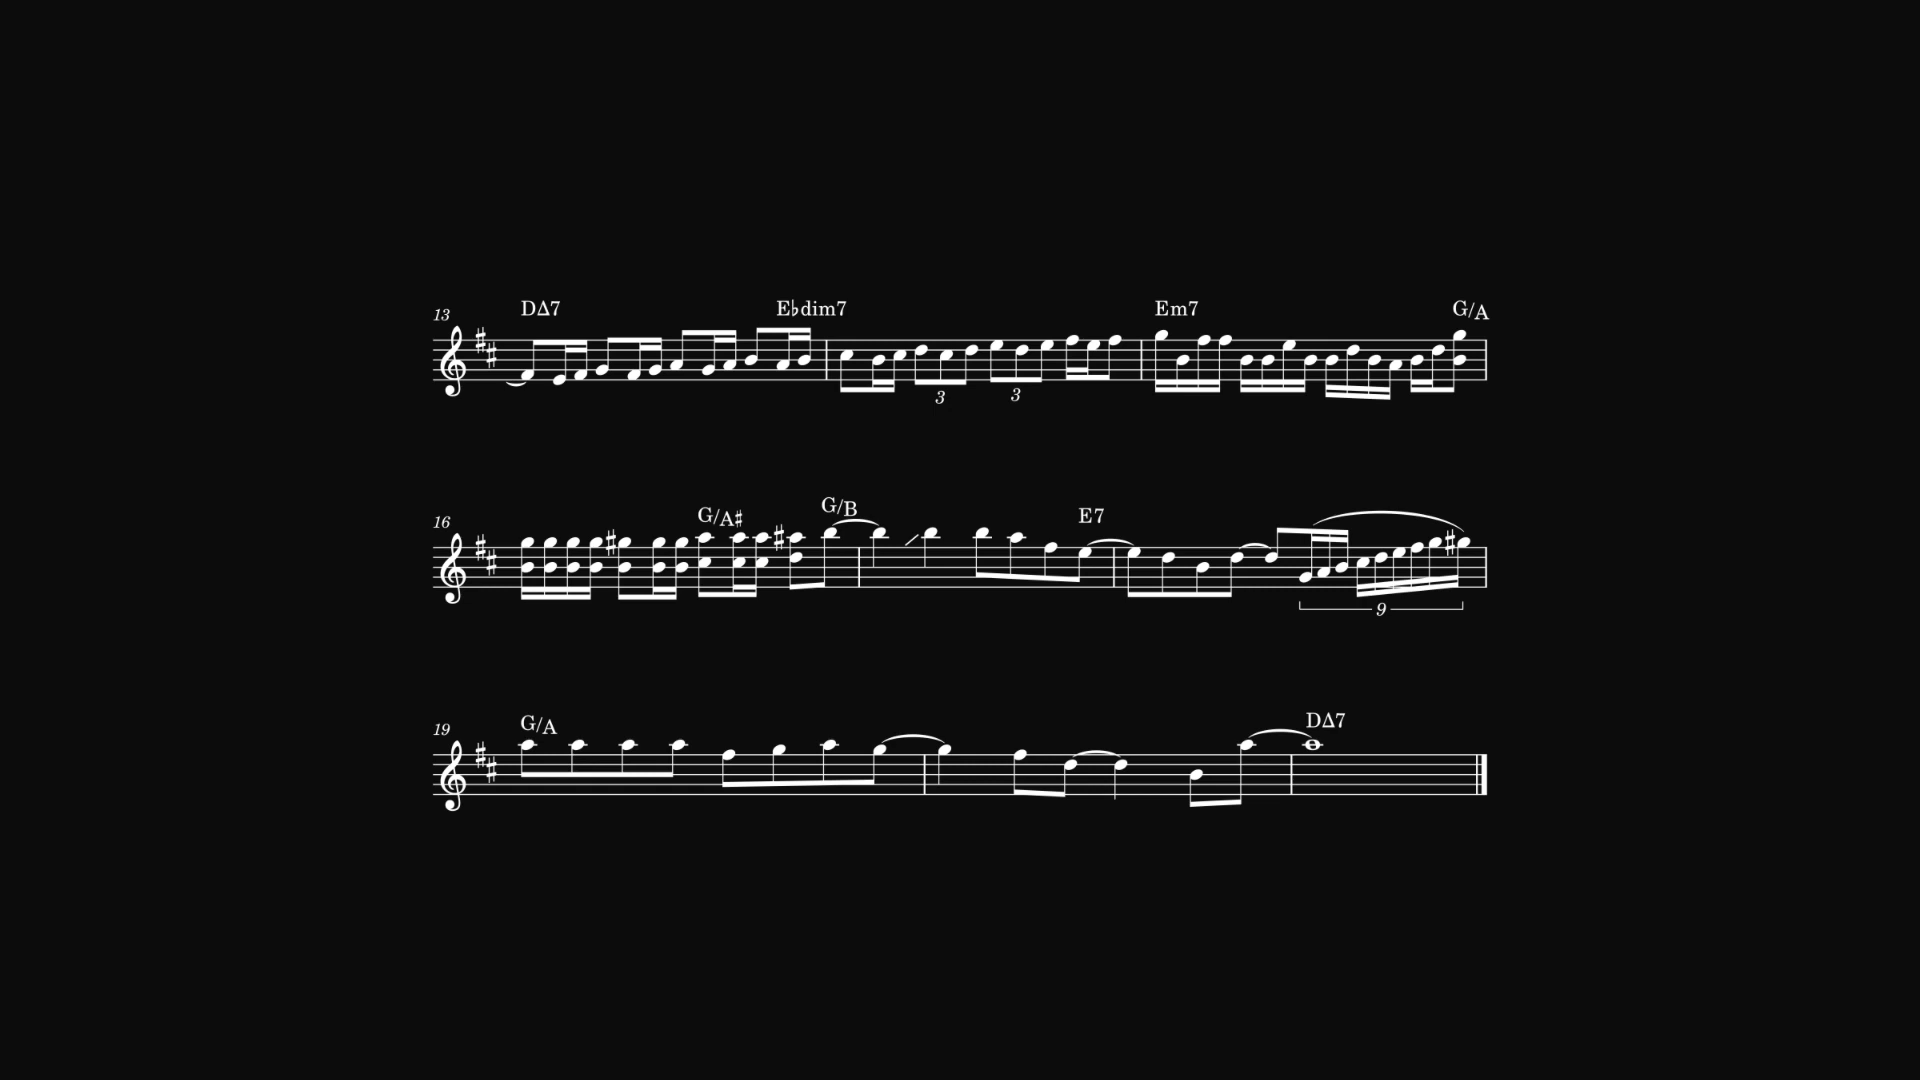 13 DΔ7 E♭dim7 Em7 G/A
3 3
16 G/A♯ G/B E7
9
19 G/A DΔ7